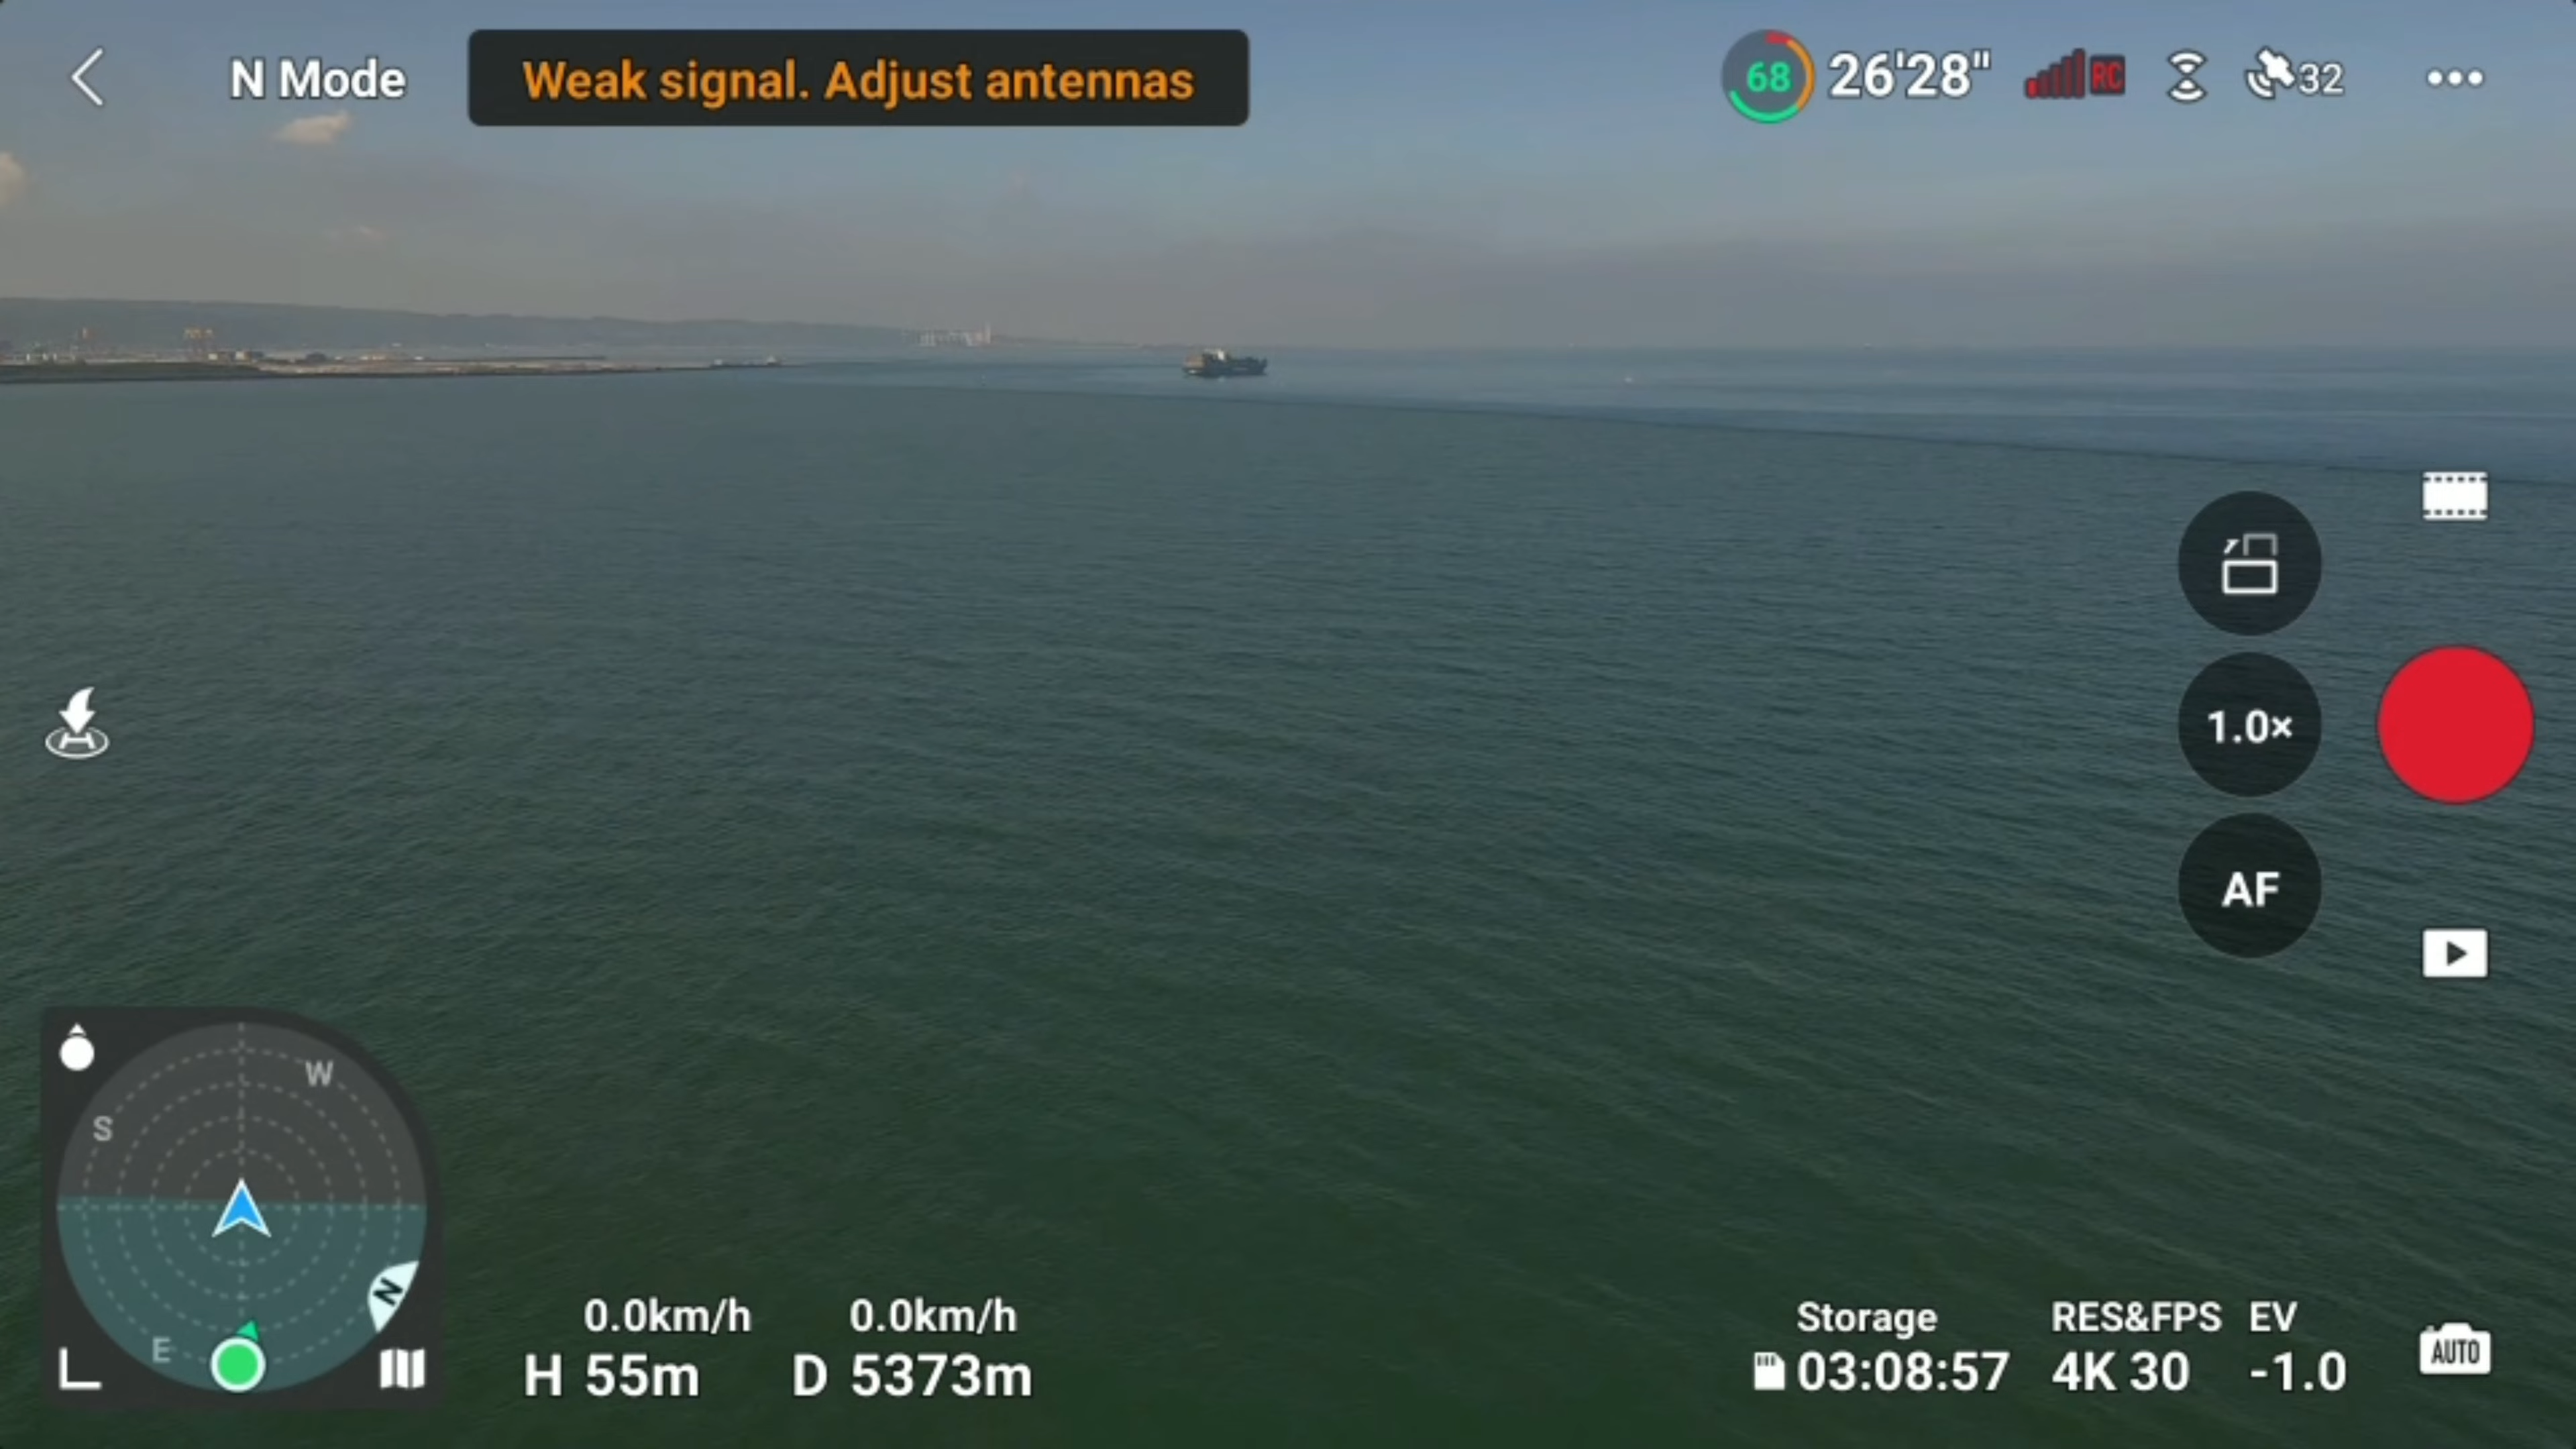 N Mode
Weak signal. Adjust antennas
68
26'28"
RC
32
1.0×
AF
W
S
N
E
0.0km/h
0.0km/h
H 55m
D 5373m
Storage
RES&FPS
EV
03:08:57
4K 30
-1.0
AUTO